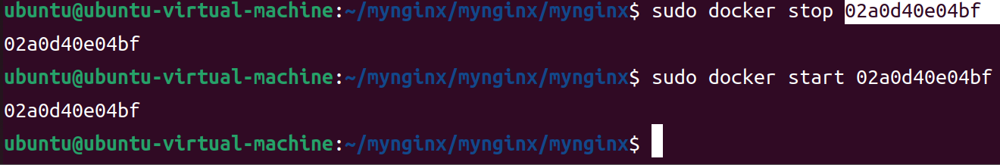 ubuntu@ubuntu-virtual-machine:~/mynginx/mynginx/mynginx$ sudo docker stop 02a0d40e04bf
02a0d40e04bf
ubuntu@ubuntu-virtual-machine:~/mynginx/mynginx/mynginx$ sudo docker start 02a0d40e04bf
02a0d40e04bf
ubuntu@ubuntu-virtual-machine:~/mynginx/mynginx/mynginx$